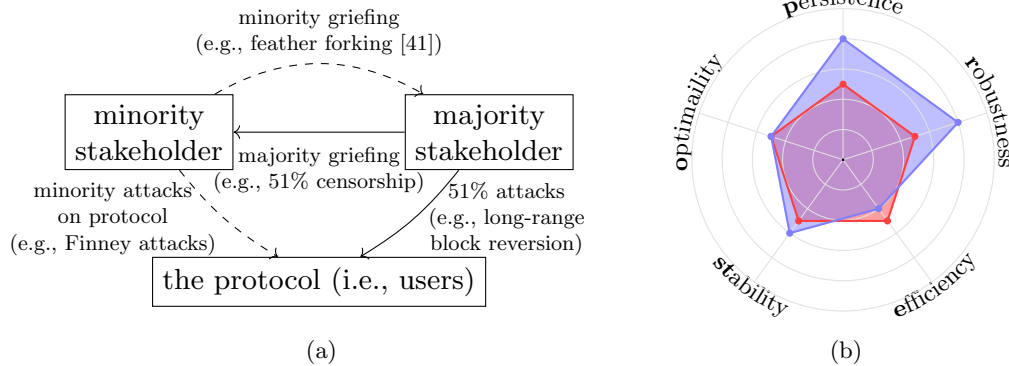 minority griefing
(e.g., feather forking [41])
minority
stakeholder
majority
stakeholder
majority griefing
(e.g., 51% censorship)
minority attacks
on protocol
(e.g., Finney attacks)
51% attacks
(e.g., long-range
block reversion)
the protocol (i.e., users)
(a)
persistence
robustness
efficiency
stability
optimaility
(b)